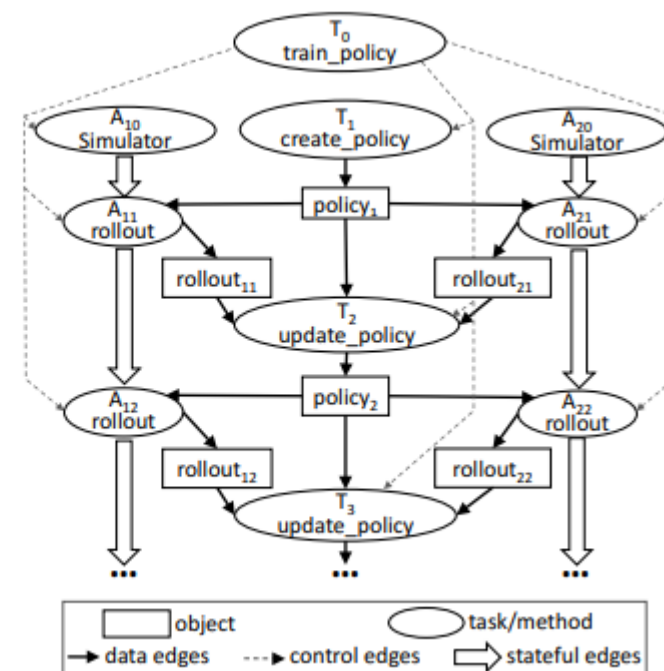 T₀
train_policy
A₁₀
Simulator
T₁
create_policy
A₂₀
Simulator
A₁₁
rollout
policy₁
A₂₁
rollout
rollout₁₁
rollout₂₁
T₂
update_policy
A₁₂
rollout
policy₂
A₂₂
rollout
rollout₁₂
rollout₂₂
T₃
update_policy
... ... ...
object
task/method
data edges
control edges
stateful edges